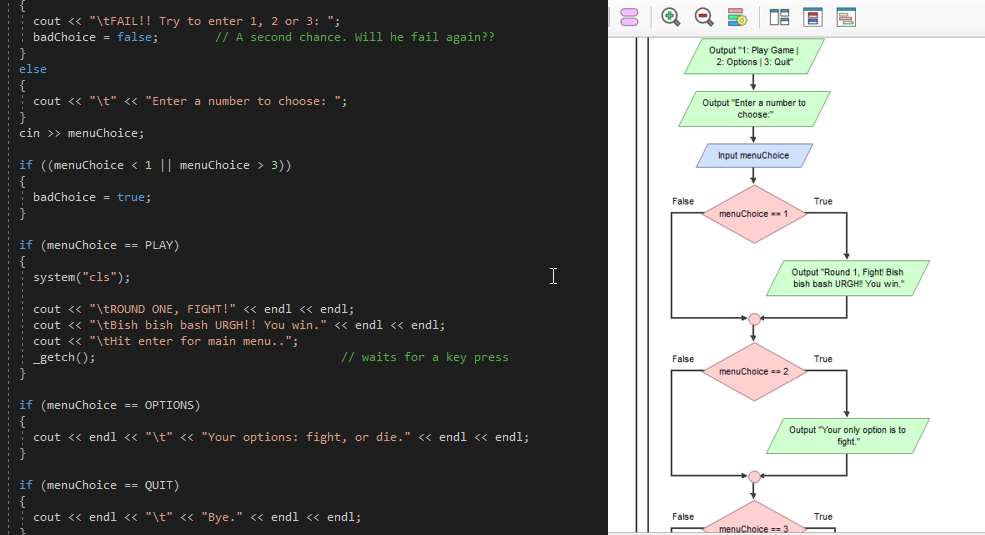 {
cout << "\tFAIL!! Try to enter 1, 2 or 3: ";
badChoice = false; // A second chance. Will he fail again??
}
else
{
cout << "\t" << "Enter a number to choose: ";
}
cin >> menuChoice;
if ((menuChoice < 1 || menuChoice > 3))
{
badChoice = true;
}
if (menuChoice == PLAY)
{
system("cls");
cout << "\tROUND ONE, FIGHT!" << endl << endl;
cout << "\tBish bish bash URGH!! You win." << endl << endl;
cout << "\tHit enter for main menu..";
_getch(); // waits for a key press
}
if (menuChoice == OPTIONS)
{
cout << endl << "\t" << "Your options: fight, or die." << endl << endl;
}
if (menuChoice == QUIT)
{
cout << endl << "\t" << "Bye." << endl << endl;
}
Output "1: Play Game |
2: Options | 3: Quit"
Output "Enter a number to
choose:"
Input menuChoice
False
True
menuChoice == 1
Output "Round 1, Fight! Bish
bish bash URGH!! You win."
False
True
menuChoice == 2
Output "Your only option is to
fight."
False
True
menuChoice == 3